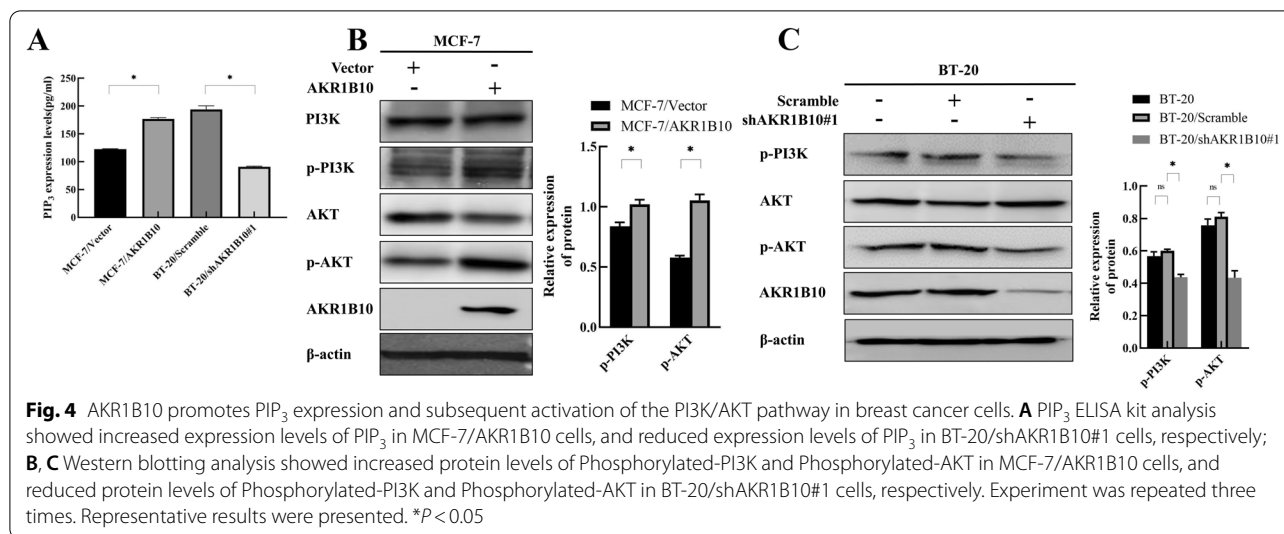 A
PIP₃ expression levels(pg/ml)
250
200
150
100
50
0
*
*
MCF-7/Vector
MCF-7/AKR1B10
BT-20/Scramble
BT-20/shAKR1B10#1
B
MCF-7
Vector + -
AKR1B10 - +
PI3K
p-PI3K
AKT
p-AKT
AKR1B10
β-actin
MCF-7/Vector
MCF-7/AKR1B10
Relative expression
of protein
1.5
1.0
0.5
0.0
*
*
p-PI3K
p-AKT
C
BT-20
Scramble - + -
shAKR1B10#1 - - +
p-PI3K
AKT
p-AKT
AKR1B10
β-actin
BT-20
BT-20/Scramble
BT-20/shAKR1B10#1
Relative expression
of protein
1.0
0.8
0.6
0.4
0.2
0.0
ns
*
ns
*
p-PI3K
p-AKT
Fig. 4 AKR1B10 promotes PIP₃ expression and subsequent activation of the PI3K/AKT pathway in breast cancer cells. A PIP₃ ELISA kit analysis
showed increased expression levels of PIP₃ in MCF-7/AKR1B10 cells, and reduced expression levels of PIP₃ in BT-20/shAKR1B10#1 cells, respectively;
B, C Western blotting analysis showed increased protein levels of Phosphorylated-PI3K and Phosphorylated-AKT in MCF-7/AKR1B10 cells, and
reduced protein levels of Phosphorylated-PI3K and Phosphorylated-AKT in BT-20/shAKR1B10#1 cells, respectively. Experiment was repeated three
times. Representative results were presented. *P < 0.05